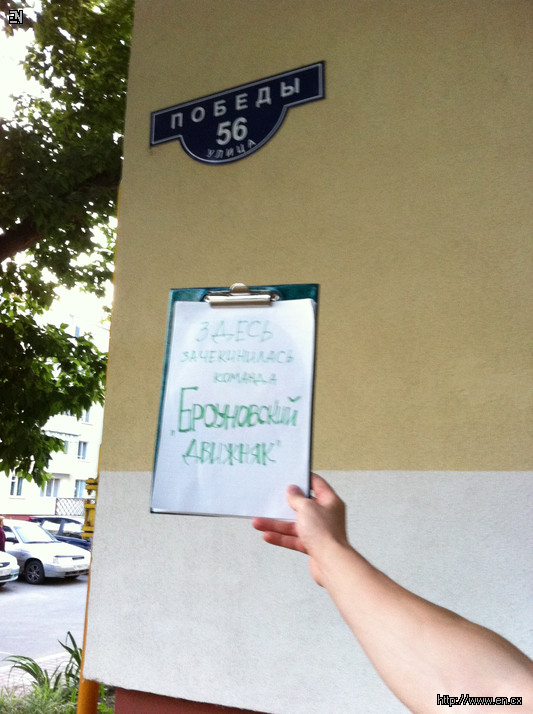 EN
ПОБЕДЫ
56
УЛИЦА
ЗДЕСЬ
ЗАЧЕКИНИЛАСЬ
КОМАНДА
„БРОУНОВСКИЙ
ДВИЖНЯК"
http://www.en.cx